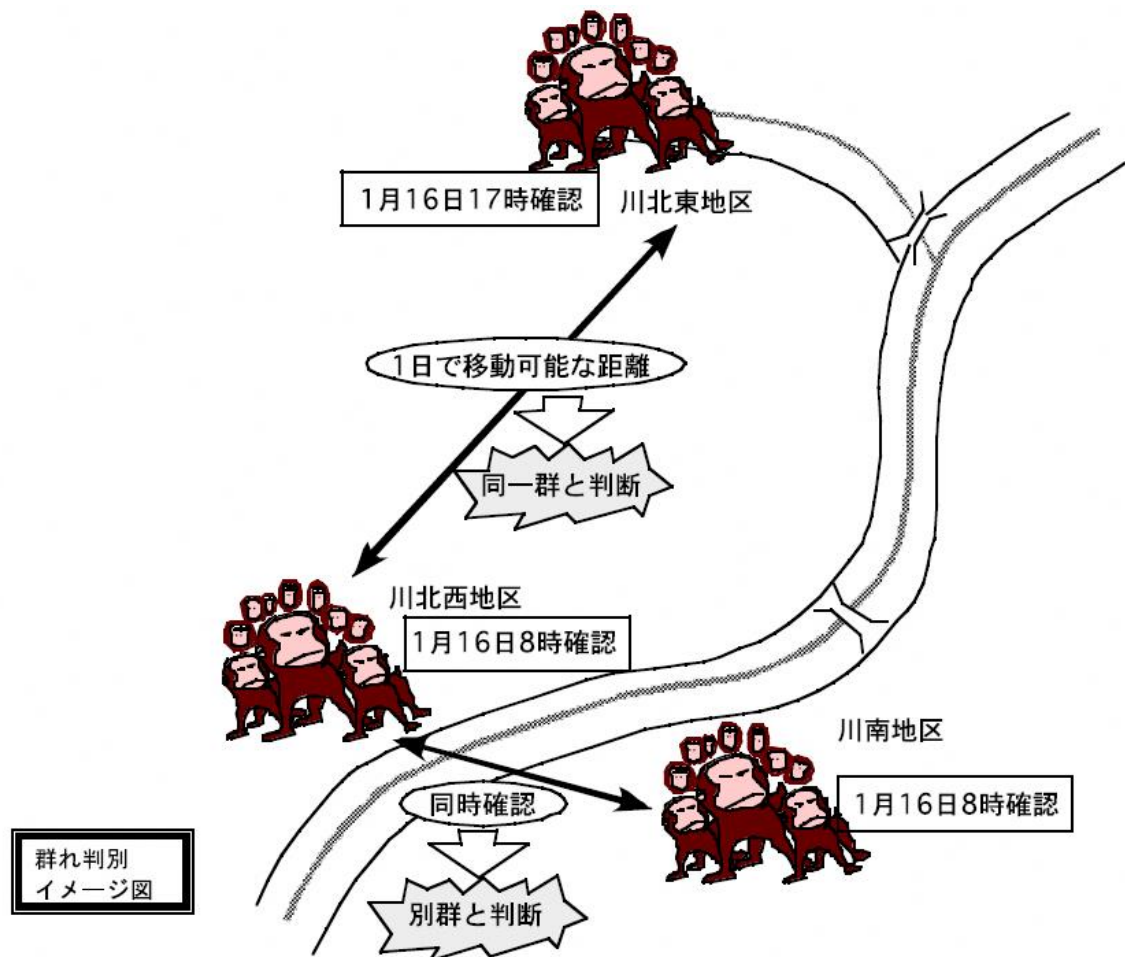 1月16日17時確認
川北東地区
1日で移動可能な距離
同一群と判断
川北西地区
1月16日8時確認
川南地区
1月16日8時確認
同時確認
別群と判断
群れ判別
イメージ図